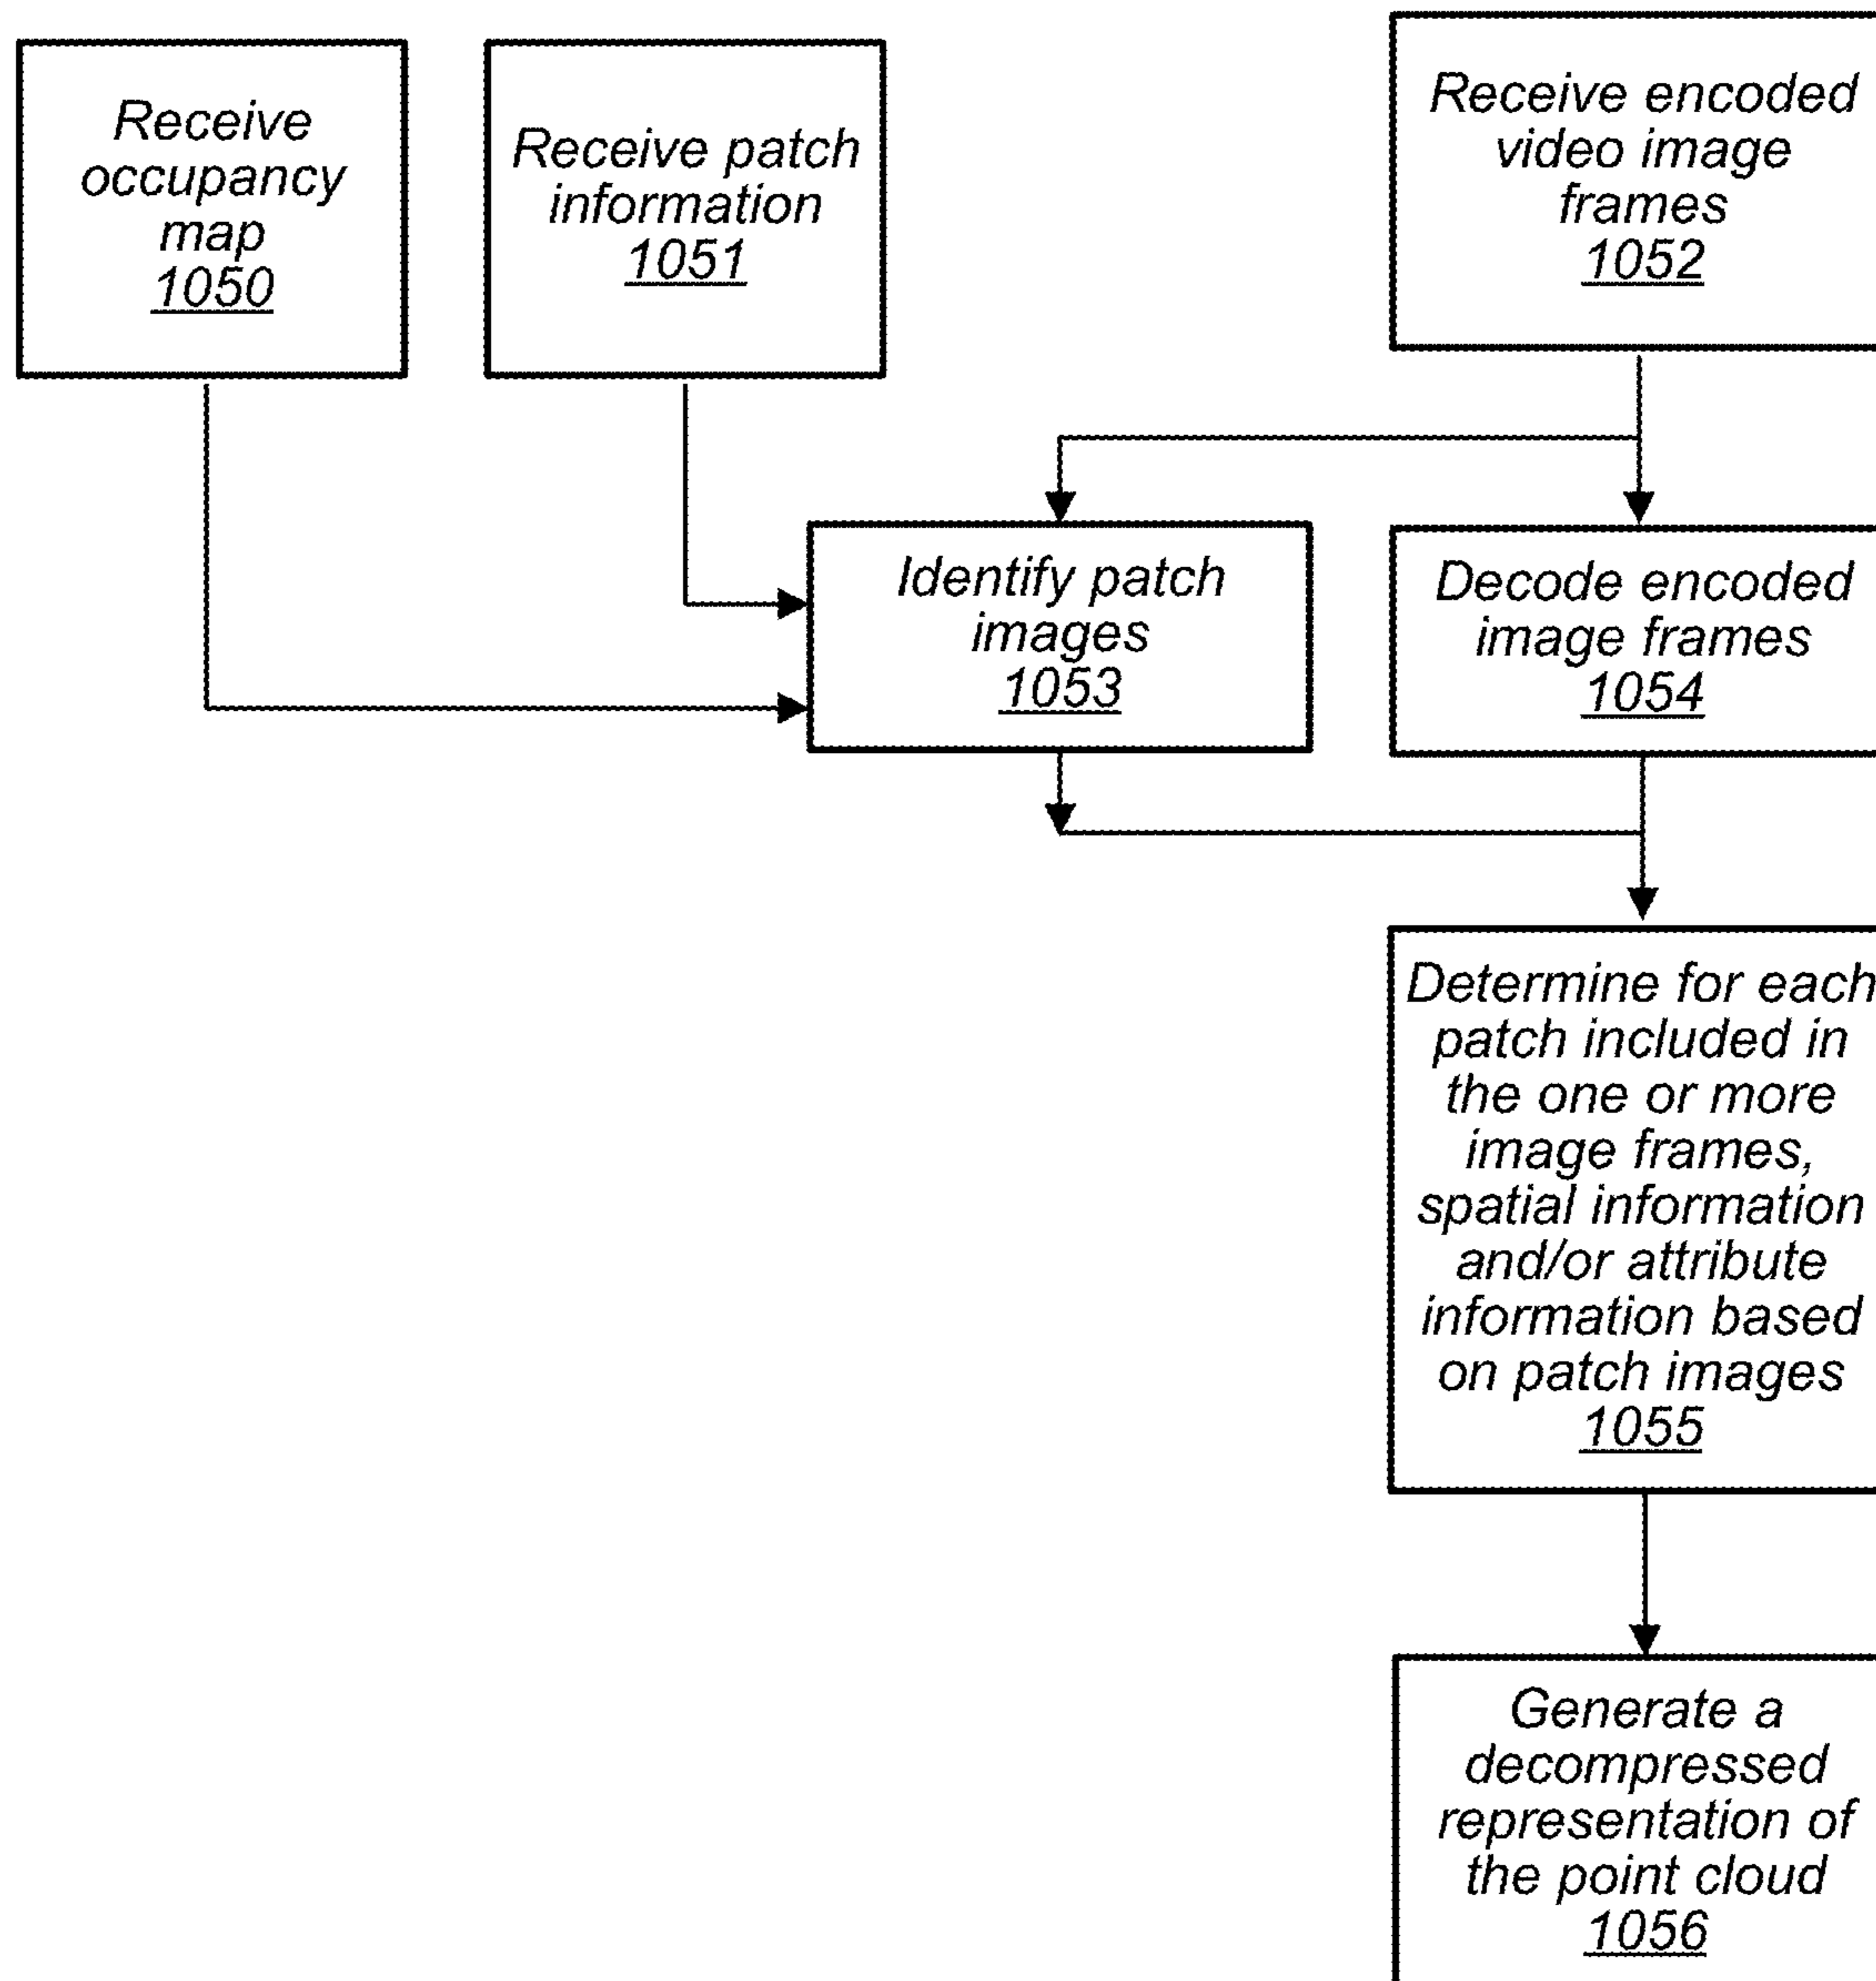 Receive
occupancy
map
1050
Receive patch
information
1051
Receive encoded
video image
frames
1052
Identify patch
images
1053
Decode encoded
image frames
1054
Determine for each
patch included in
the one or more
image frames,
spatial information
and/or attribute
information based
on patch images
1055
Generate a
decompressed
representation of
the point cloud
1056